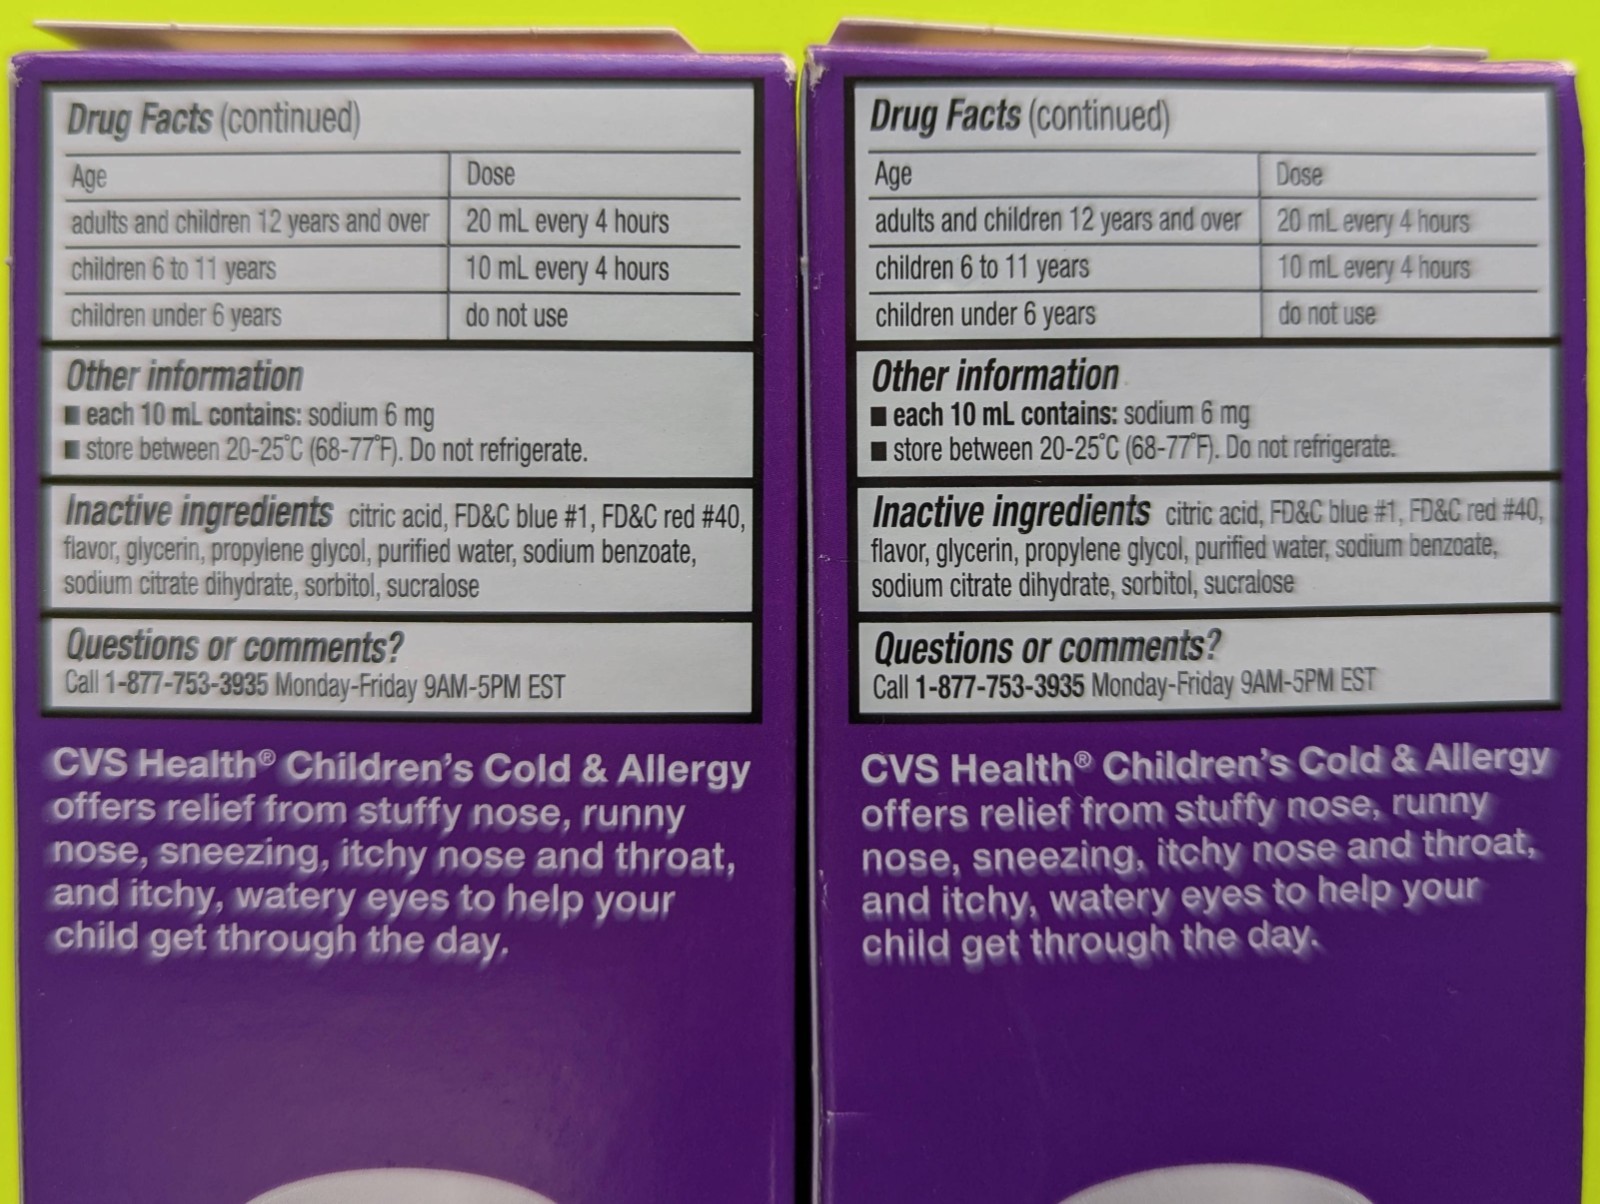 Drug Facts (continued)
Age Dose
adults and children 12 years and over 20 mL every 4 hours
children 6 to 11 years 10 mL every 4 hours
children under 6 years do not use
Other information
■ each 10 mL contains: sodium 6 mg
■ store between 20-25°C (68-77°F). Do not refrigerate.
Inactive ingredients citric acid, FD&C blue #1, FD&C red #40,
flavor, glycerin, propylene glycol, purified water, sodium benzoate,
sodium citrate dihydrate, sorbitol, sucralose
Questions or comments?
Call 1-877-753-3935 Monday-Friday 9AM-5PM EST
CVS Health® Children's Cold & Allergy
offers relief from stuffy nose, runny
nose, sneezing, itchy nose and throat,
and itchy, watery eyes to help your
child get through the day.
Drug Facts (continued)
Age Dose
adults and children 12 years and over 20 mL every 4 hours
children 6 to 11 years 10 mL every 4 hours
children under 6 years do not use
Other information
■ each 10 mL contains: sodium 6 mg
■ store between 20-25°C (68-77°F). Do not refrigerate.
Inactive ingredients citric acid, FD&C blue #1, FD&C red #40,
flavor, glycerin, propylene glycol, purified water, sodium benzoate,
sodium citrate dihydrate, sorbitol, sucralose
Questions or comments?
Call 1-877-753-3935 Monday-Friday 9AM-5PM EST
CVS Health® Children's Cold & Allergy
offers relief from stuffy nose, runny
nose, sneezing, itchy nose and throat,
and itchy, watery eyes to help your
child get through the day.